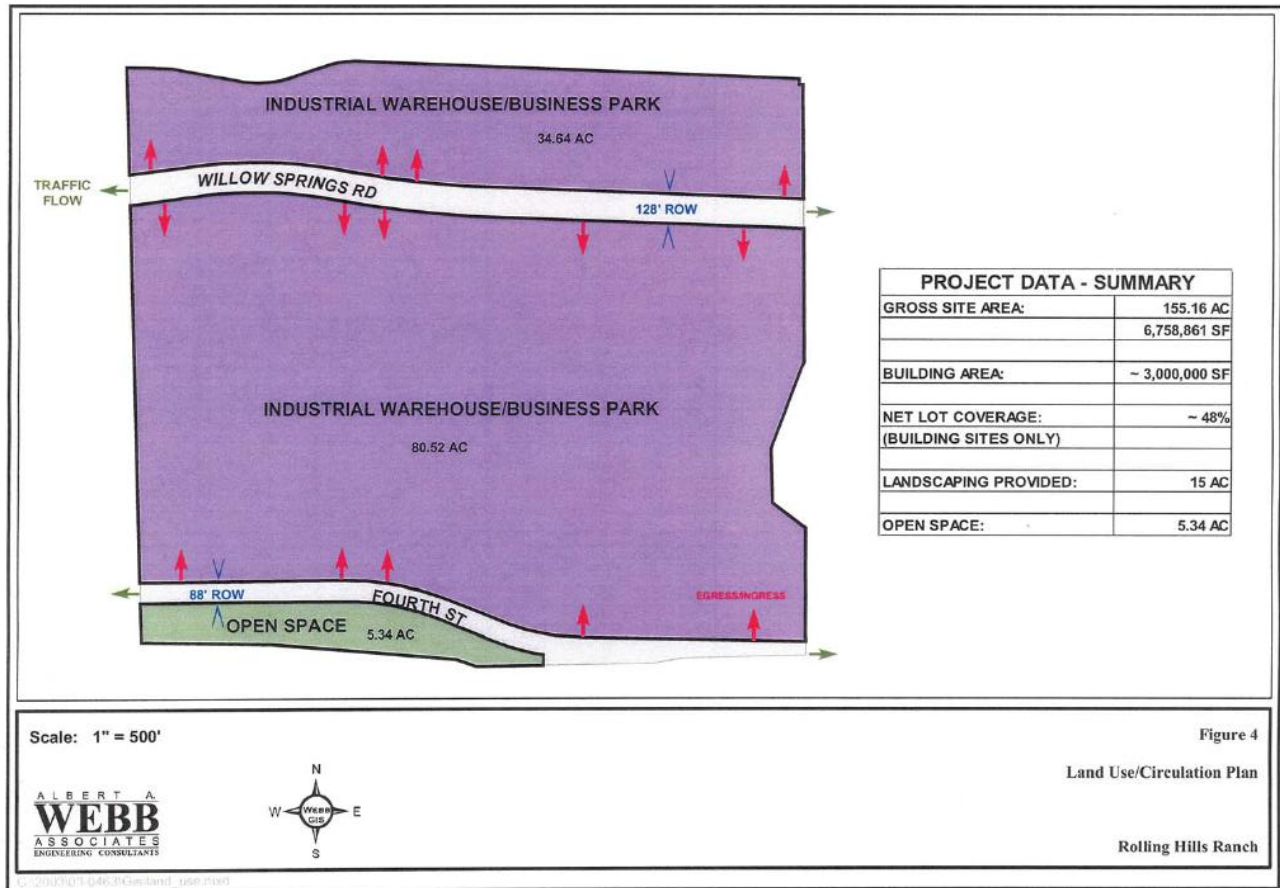 INDUSTRIAL WAREHOUSE/BUSINESS PARK
34.64 AC
TRAFFIC
FLOW
WILLOW SPRINGS RD
128' ROW
PROJECT DATA - SUMMARY
GROSS SITE AREA: 155.16 AC
6,758,861 SF
BUILDING AREA: ~ 3,000,000 SF
NET LOT COVERAGE: ~ 48%
(BUILDING SITES ONLY)
LANDSCAPING PROVIDED: 15 AC
OPEN SPACE: 5.34 AC
INDUSTRIAL WAREHOUSE/BUSINESS PARK
80.52 AC
88' ROW
FOURTH ST
EGRESS/INGRESS
OPEN SPACE 5.34 AC
Scale: 1" = 500'
Figure 4
Land Use/Circulation Plan
Rolling Hills Ranch
N
W WEBB E
GIS
S
ALBERT A.
WEBB
ASSOCIATES
ENGINEERING CONSULTANTS